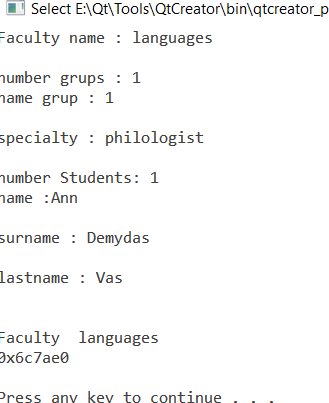 Select E:\Qt\Tools\QtCreator\bin\qtcreator_p
Faculty name : languages
number grups : 1
name grup : 1
specialty : philologist
number Students: 1
name :Ann
surname : Demydas
lastname : Vas
Faculty  languages
0x6c7ae0
Press any key to continue . . .